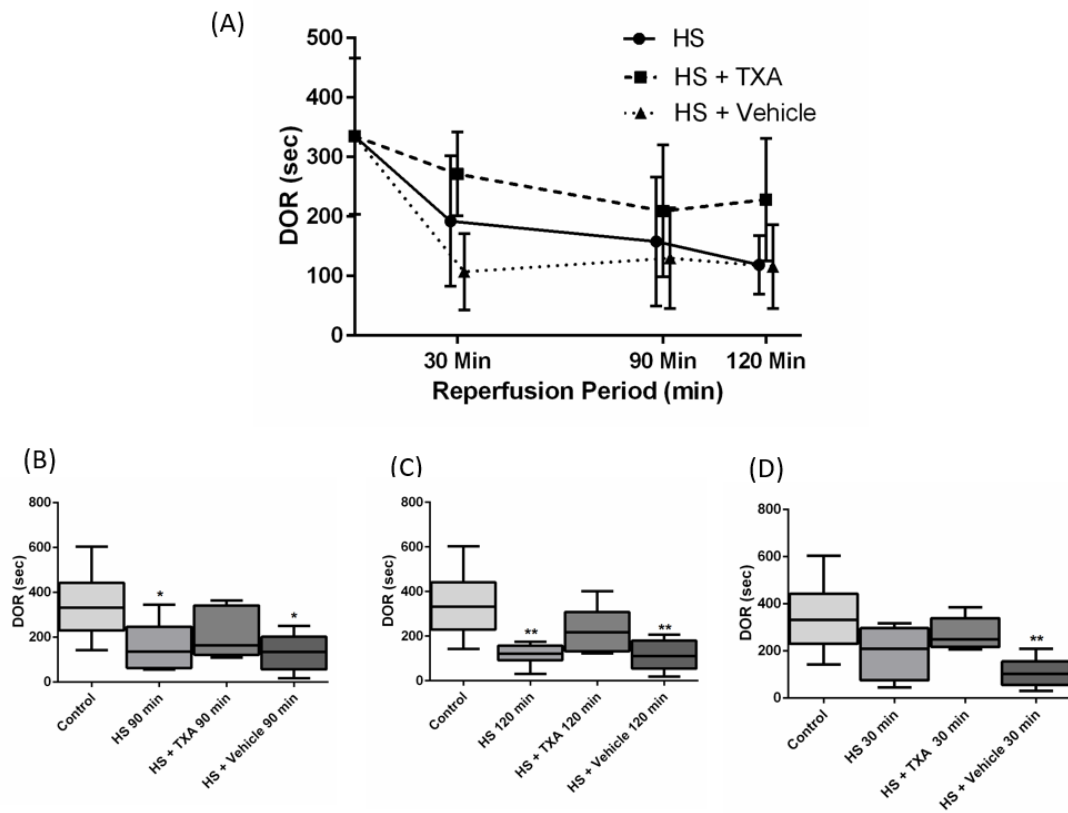 (A)
500
400
300
200
100
0
DOR (sec)
HS
HS + TXA
HS + Vehicle
30 Min
90 Min
120 Min
Reperfusion Period (min)
(B)
800
600
400
200
0
DOR (sec)
*
*
Control
HS 90 min
HS + TXA 90 min
HS + Vehicle 90 min
(C)
800
600
400
200
0
DOR (sec)
**
**
Control
HS 120 min
HS + TXA 120 min
HS + Vehicle 120 min
(D)
800
600
400
200
0
DOR (sec)
**
Control
HS 30 min
HS + TXA 30 min
HS + Vehicle 30 min